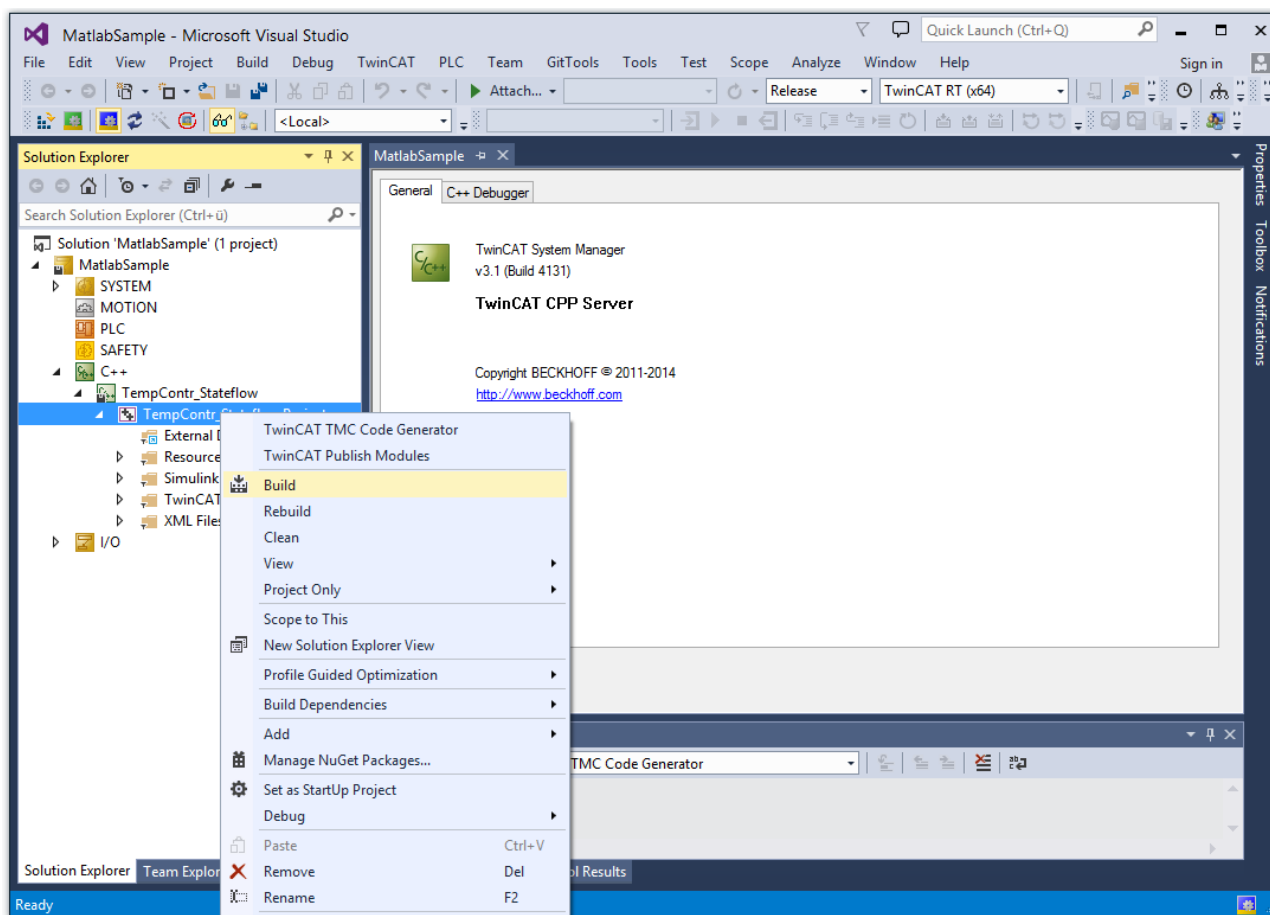 MatlabSample - Microsoft Visual Studio
Quick Launch (Ctrl+Q)
File Edit View Project Build Debug TwinCAT PLC Team GitTools Tools Test Scope Analyze Window Help Sign in
Attach... Release TwinCAT RT (x64)
<Local>
Solution Explorer
Search Solution Explorer (Ctrl+ü)
Solution 'MatlabSample' (1 project)
MatlabSample
SYSTEM
MOTION
PLC
SAFETY
C++
TempContr_Stateflow
TempContr_
External
Resource
Simulink
TwinCAT
XML Files
I/O
Solution Explorer Team Explor
MatlabSample
General C++ Debugger
C/C++
TwinCAT System Manager
v3.1 (Build 4131)
TwinCAT CPP Server
Copyright BECKHOFF © 2011-2014
http://www.beckhoff.com
TwinCAT TMC Code Generator
TwinCAT Publish Modules
Build
Rebuild
Clean
View
Project Only
Scope to This
New Solution Explorer View
Profile Guided Optimization
Build Dependencies
Add
Manage NuGet Packages...
Set as StartUp Project
Debug
Paste Ctrl+V
Remove Del
Rename F2
TMC Code Generator
ol Results
Properties
Toolbox
Notifications
Ready